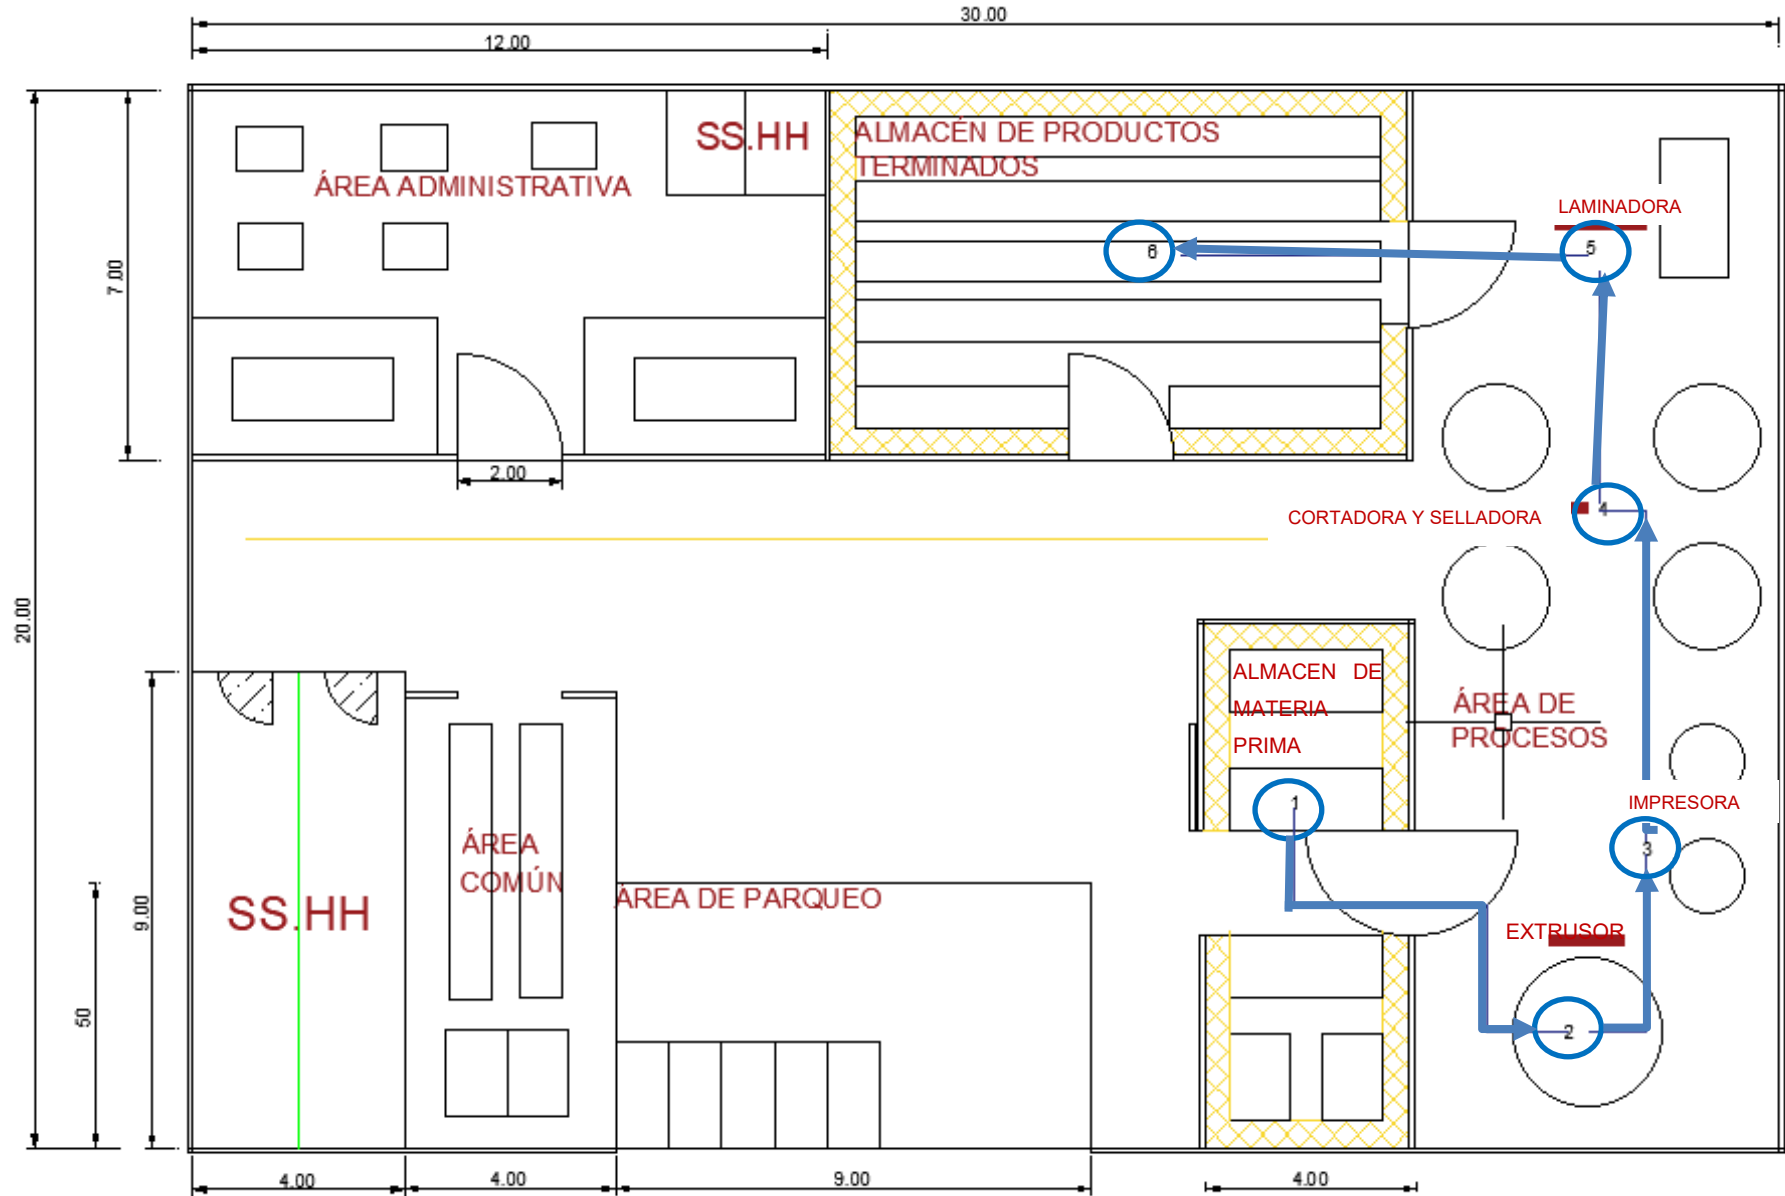 30.00
12.00
SS.HH
ALMACÉN DE PRODUCTOS
TERMINADOS
ÁREA ADMINISTRATIVA
LAMINADORA
5
6
7.00
2.00
4
CORTADORA Y SELLADORA
20.00
ALMACEN DE
MATERIA
PRIMA
ÁREA DE
PROCESOS
1
IMPRESORA
3
ÁREA
COMÚN
ÁREA DE PARQUEO
SS.HH
9.00
EXTRUSOR
50
2
4.00
4.00
9.00
4.00